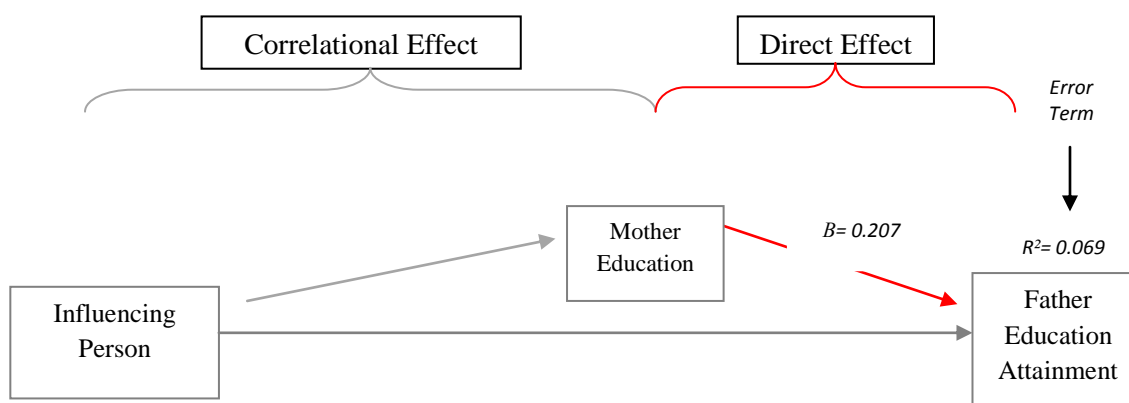 Correlational Effect
Direct Effect
Error
Term
Mother
Education
B= 0.207
R²= 0.069
Influencing
Person
Father
Education
Attainment